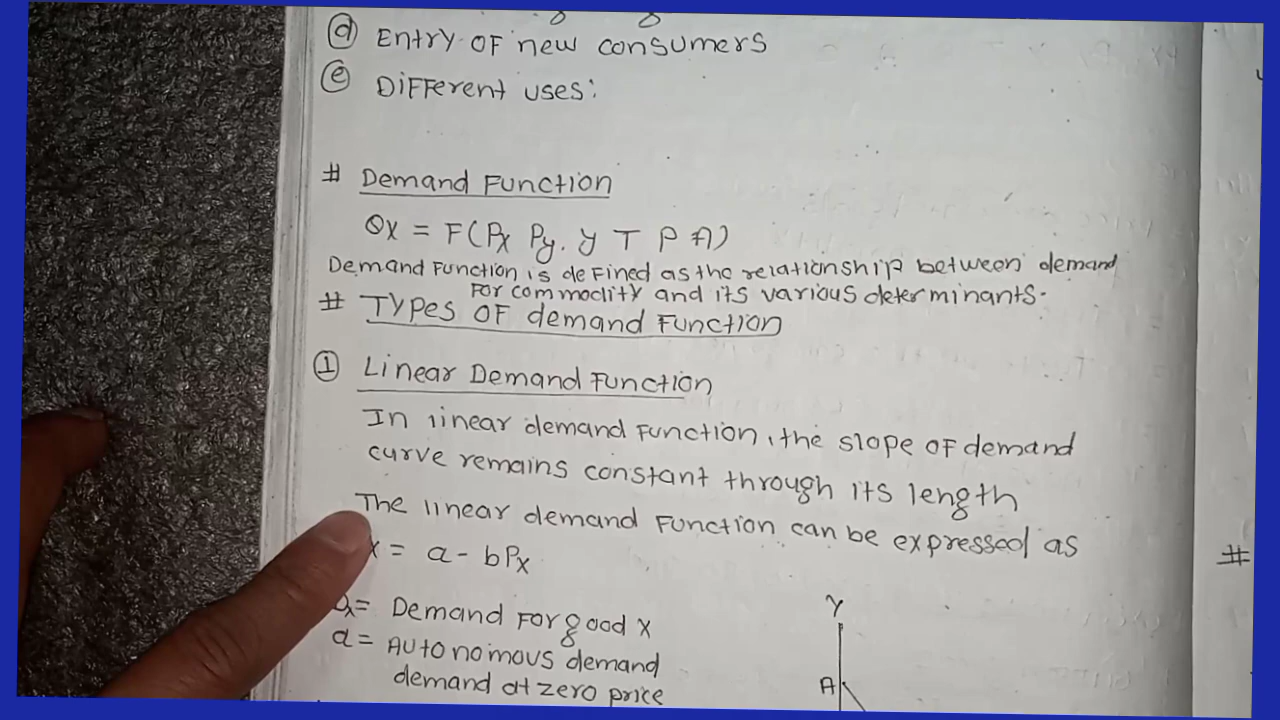 ⓓ Entry of new consumers
ⓔ Different uses:
# Demand Function
Qx = F(Px Py. y T P A)
Demand Function is defined as the relationship between demand
For commodity and its various determinants.
# Types of demand Function
① Linear Demand Function
In linear demand Function, the slope of demand
curve remains constant through its length
The linear demand Function can be expressed as
x = a - bPx
#
Dx= Demand For good x
Y
a = Autonomous demand
demand at zero price
A